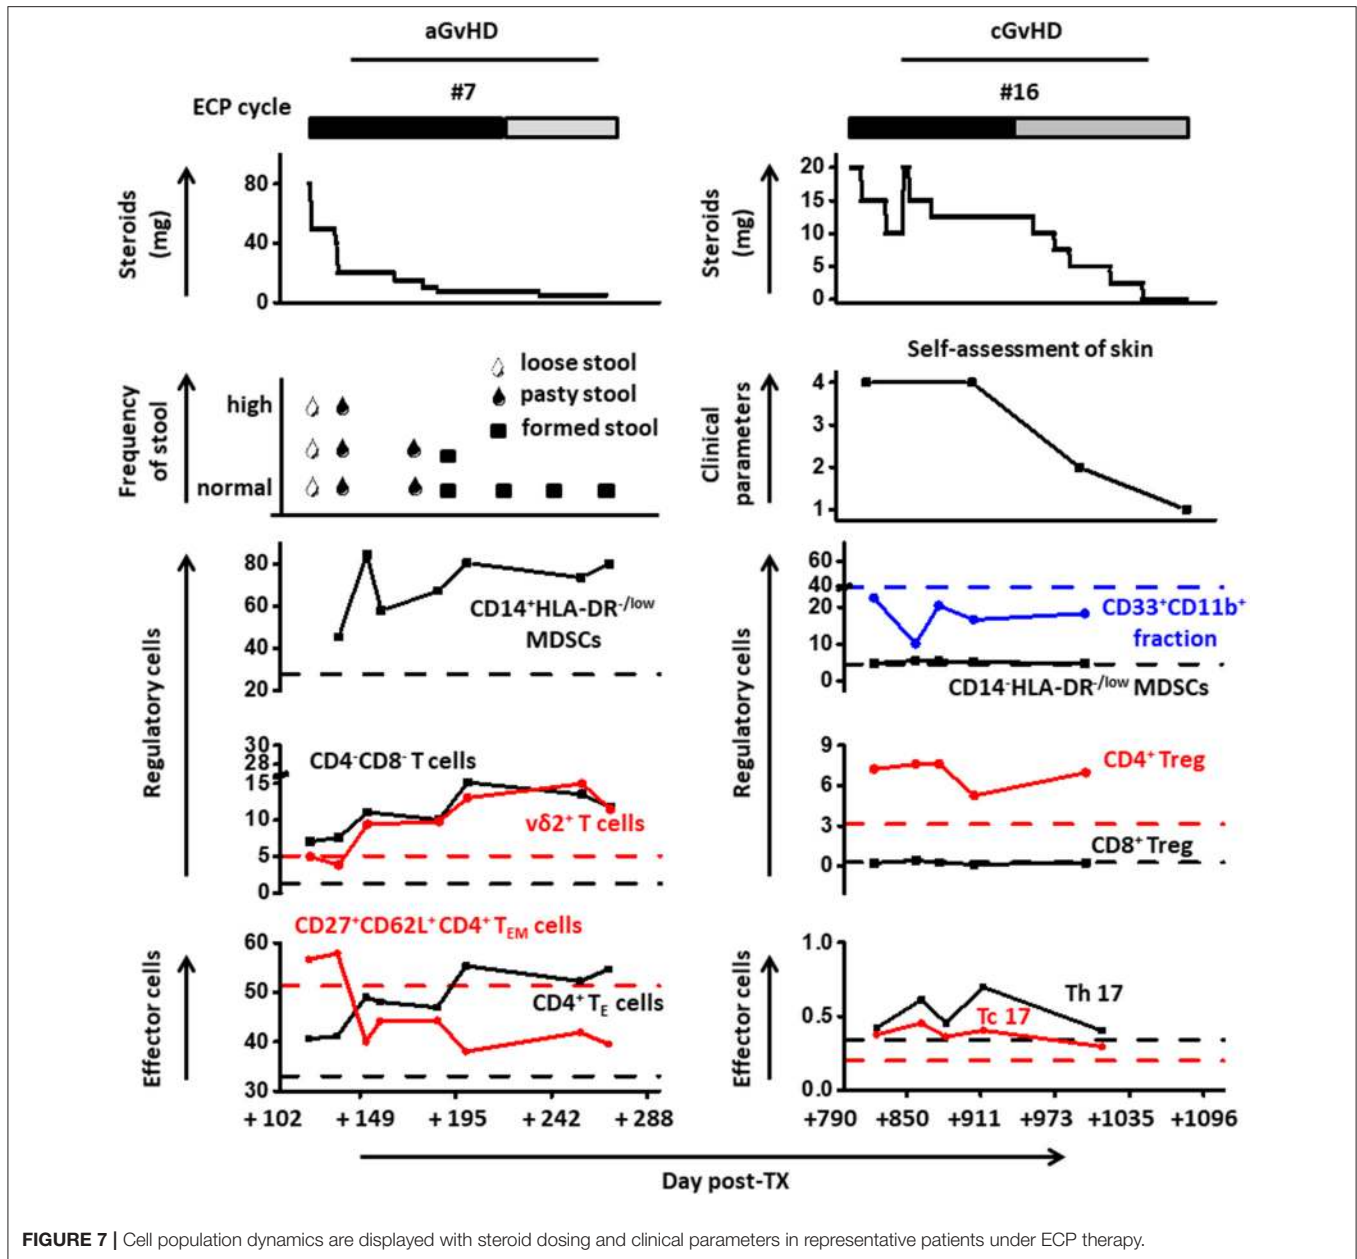 aGvHD
cGvHD
ECP cycle
#7
#16
Steroids
(mg)
80
40
0
Steroids
(mg)
20
15
10
5
0
Frequency
of stool
high
normal
loose stool
pasty stool
formed stool
Self-assessment of skin
Clinical
parameters
4
3
2
1
Regulatory cells
80
60
40
20
CD14⁺HLA-DR⁻/ˡᵒʷ
MDSCs
30
28
15
10
5
0
CD4⁻CD8⁻ T cells
vδ2⁺ T cells
Regulatory cells
60
40
20
10
0
CD33⁺CD11b⁺
fraction
CD14⁻HLA-DR⁻/ˡᵒʷ MDSCs
9
6
3
0
CD4⁺ Treg
CD8⁺ Treg
Effector cells
CD27⁺CD62L⁺ CD4⁺ TEM cells
60
50
40
30
CD4⁺ TE cells
+ 102 + 149 + 195 + 242 + 288
Effector cells
1.0
0.5
0.0
Th 17
Tc 17
+790 +850 +911 +973 +1035 +1096
Day post-TX
FIGURE 7 | Cell population dynamics are displayed with steroid dosing and clinical parameters in representative patients under ECP therapy.